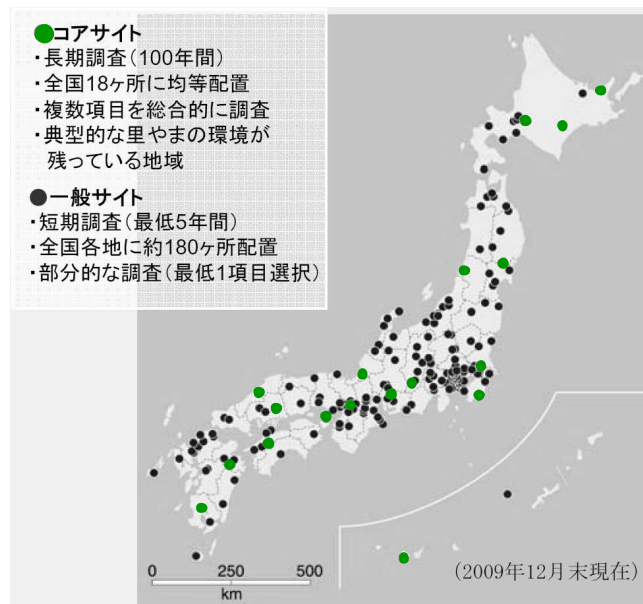 ●コアサイト
・長期調査（100年間）
・全国18ヶ所に均等配置
・複数項目を総合的に調査
・典型的な里やまの環境が
残っている地域
●一般サイト
・短期調査（最低5年間）
・全国各地に約180ヶ所配置
・部分的な調査（最低1項目選択）
（2009年12月末現在）
0 250 500
km